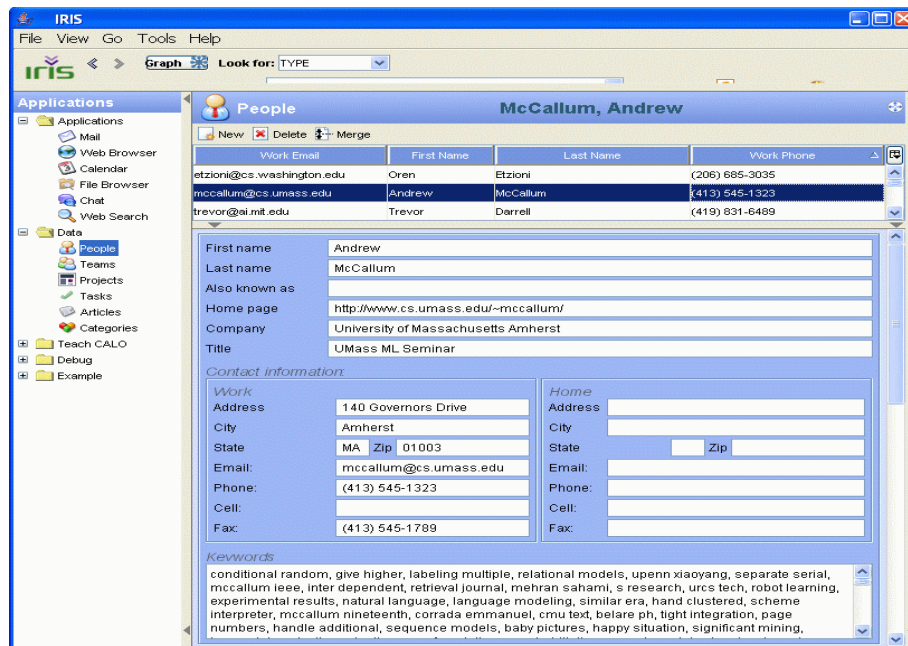 IRIS
File View Go Tools Help
iris Graph Look for: TYPE
Applications
Applications
Mail
Web Browser
Calendar
File Browser
Chat
Web Search
Data
People
Teams
Projects
Tasks
Articles
Categories
Teach CALO
Debug
Example
People McCallum, Andrew
New Delete Merge
Work Email First Name Last Name Work Phone
etzioni@cs.washington.edu Oren Etzioni (206) 685-3035
mccallum@cs.umass.edu Andrew McCallum (413) 545-1323
trevor@ai.mit.edu Trevor Darrell (419) 831-6489
First name Andrew
Last name McCallum
Also known as
Home page http://www.cs.umass.edu/~mccallum/
Company University of Massachusetts Amherst
Title UMass ML Seminar
Contact information:
Work
Address 140 Governors Drive
City Amherst
State MA Zip 01003
Email: mccallum@cs.umass.edu
Phone: (413) 545-1323
Cell:
Fax: (413) 545-1789
Home
Address
City
State Zip
Email:
Phone:
Cell:
Fax:
Keywords
conditional random, give higher, labeling multiple, relational models, upenn xiaoyang, separate serial,
mccallum ieee, inter dependent, retrieval journal, mehran sahami, s research, urcs tech, robot learning,
experimental results, natural language, language modeling, similar era, hand clustered, scheme
interpreter, mccallum nineteenth, corrada emmanuel, cmu text, belare ph, tight integration, page
numbers, handle additional, sequence models, baby pictures, happy situation, significant mining,